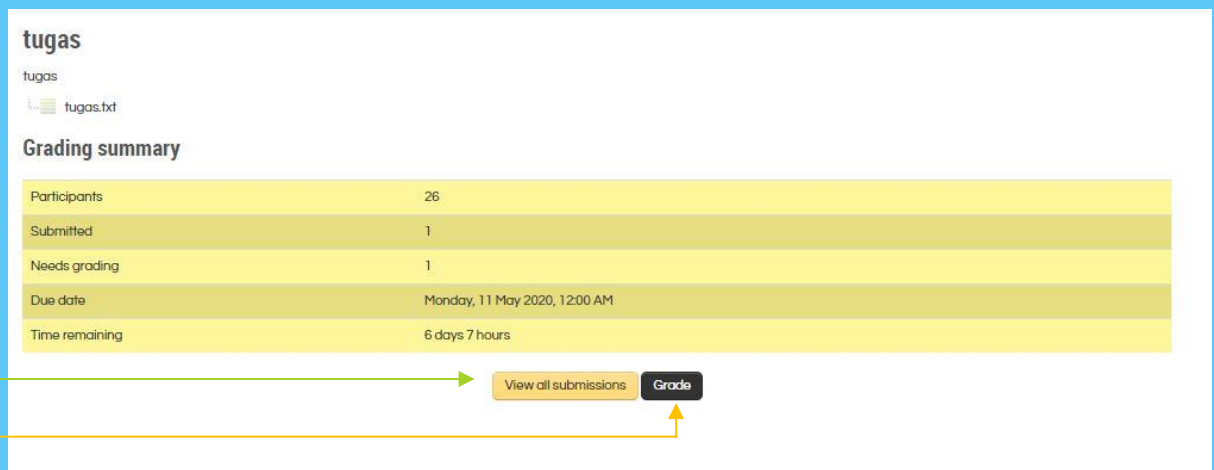 tugas
tugas
tugas.txt
Grading summary
Participants 26
Submitted 1
Needs grading 1
Due date Monday, 11 May 2020, 12:00 AM
Time remaining 6 days 7 hours
View all submissions Grade